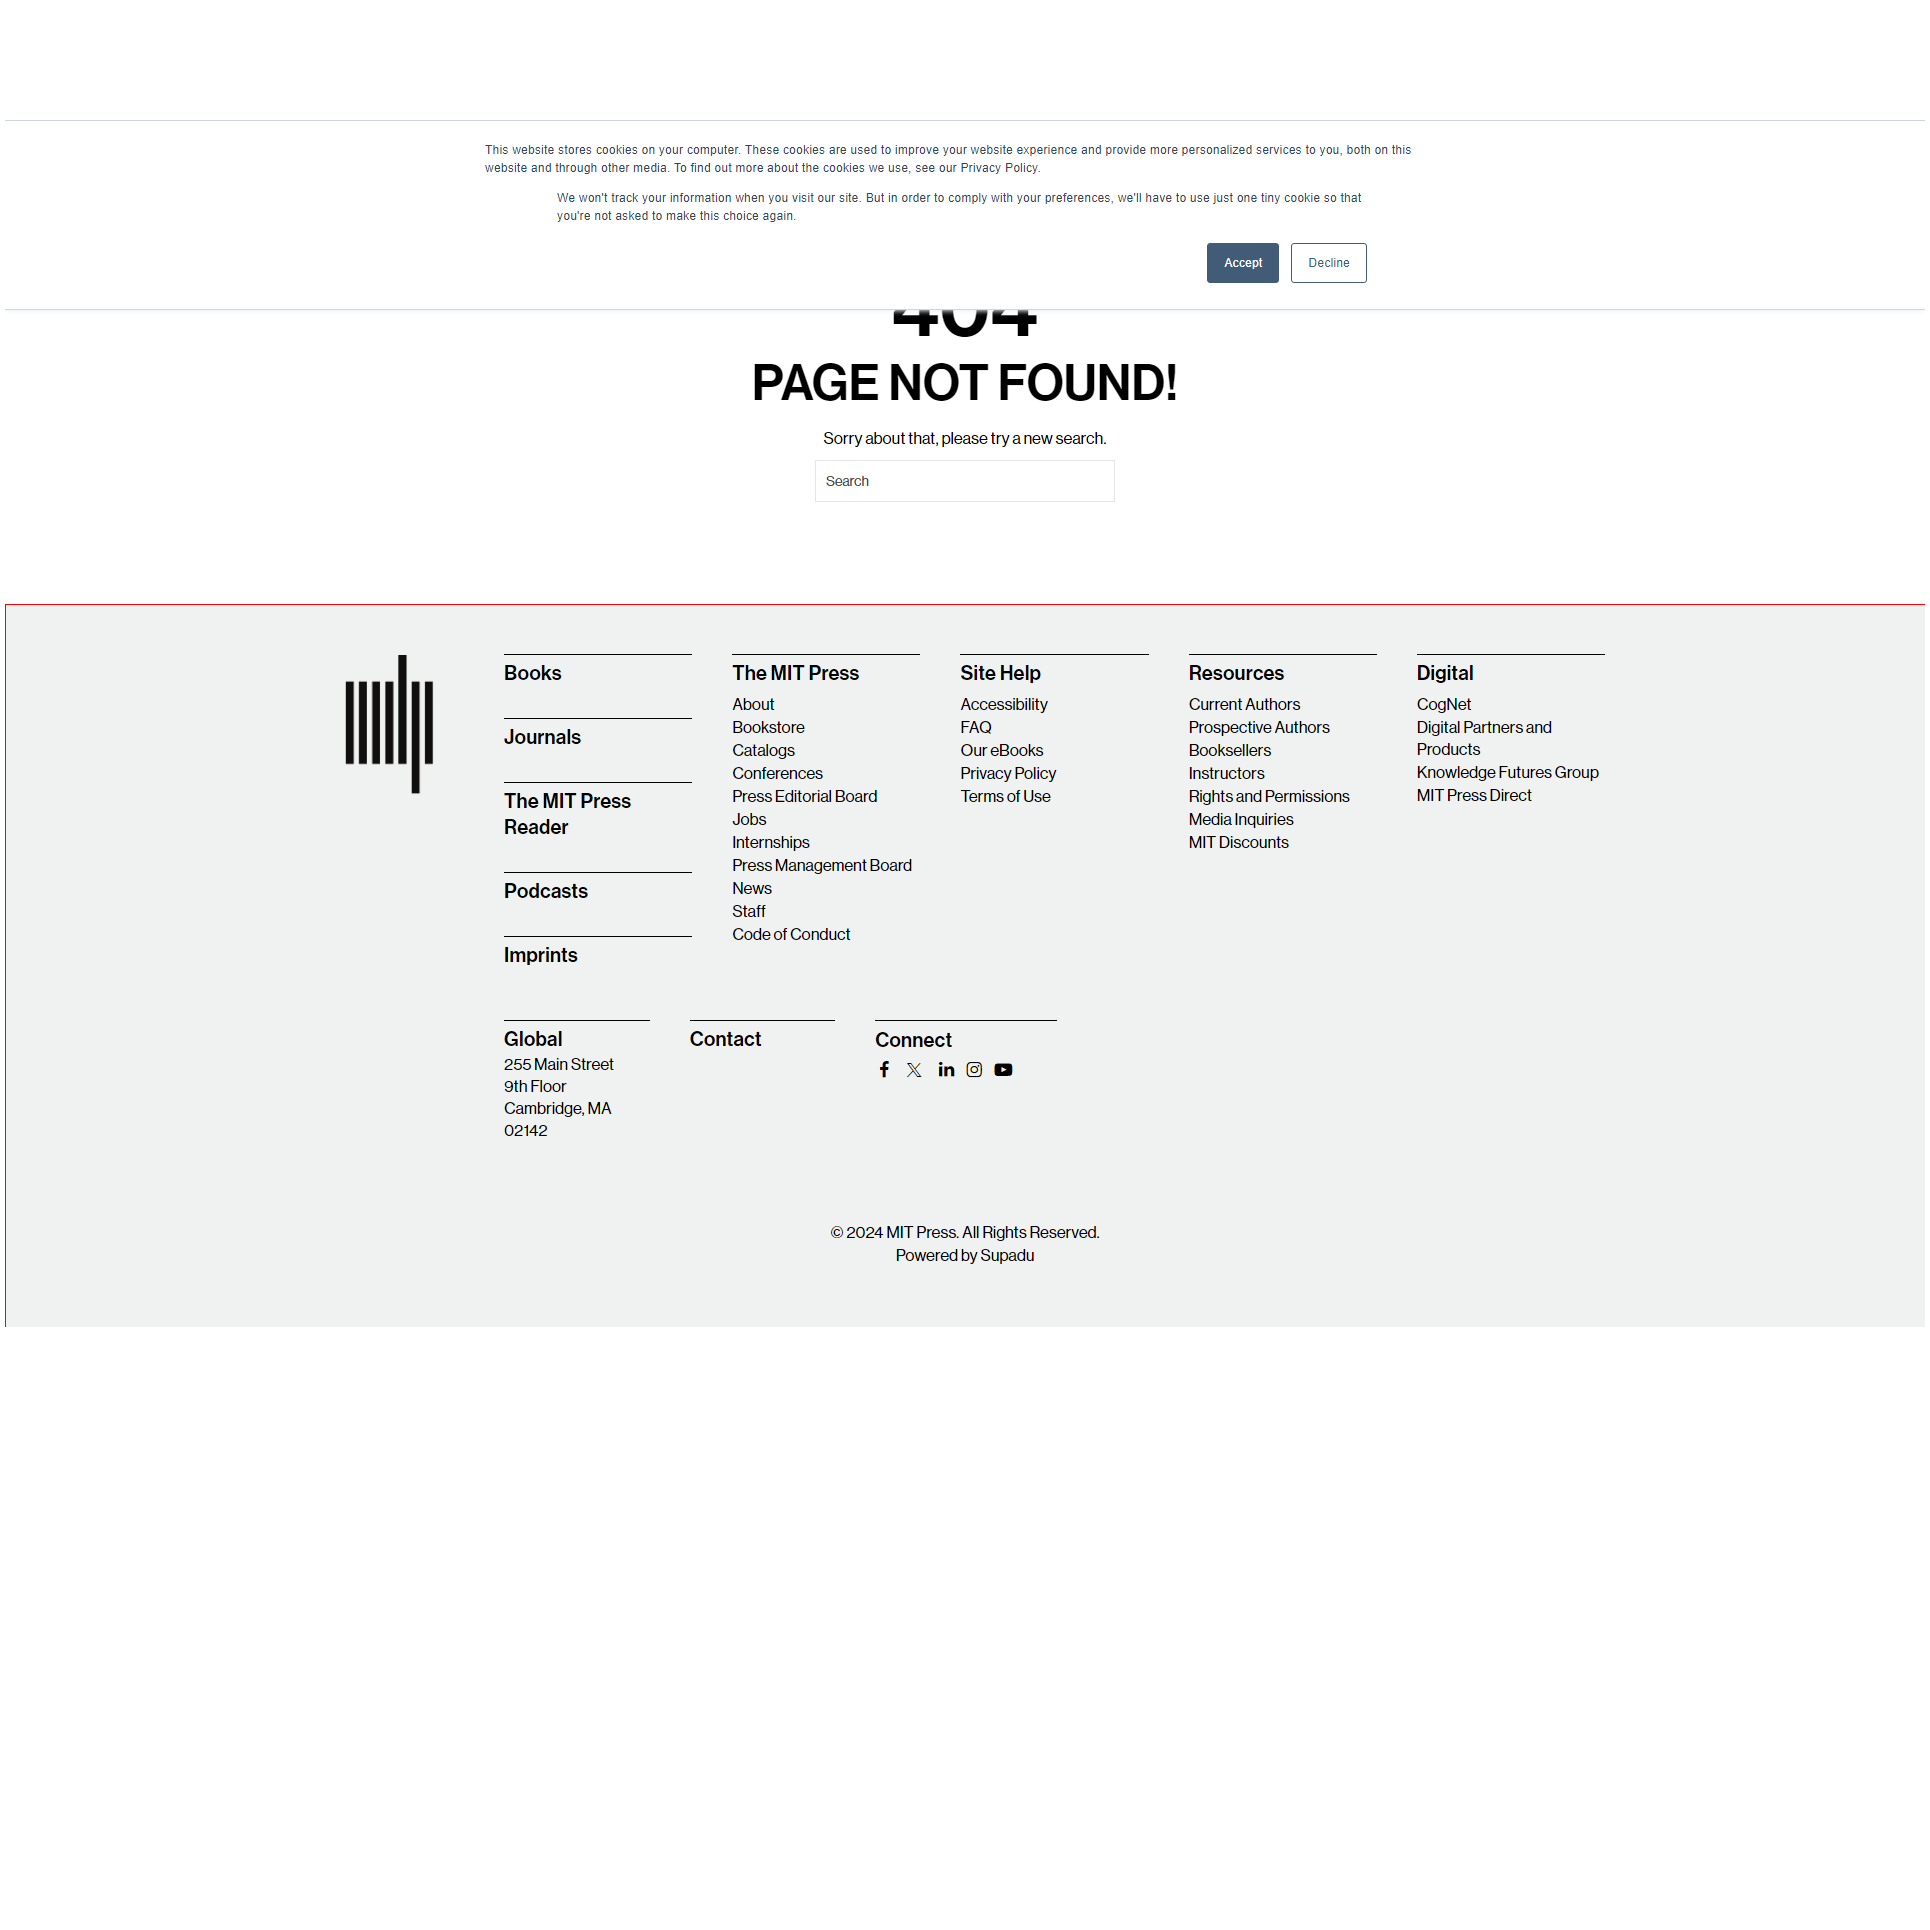 This website stores cookies on your computer. These cookies are used to improve your website experience and provide more personalized services to you, both on this
website and through other media. To find out more about the cookies we use, see our Privacy Policy.
We won't track your information when you visit our site. But in order to comply with your preferences, we'll have to use just one tiny cookie so that
you're not asked to make this choice again.
Accept Decline
404
PAGE NOT FOUND!
Sorry about that, please try a new search.
Search
Books
Journals
The MIT Press
Reader
Podcasts
Imprints
The MIT Press
About
Bookstore
Catalogs
Conferences
Press Editorial Board
Jobs
Internships
Press Management Board
News
Staff
Code of Conduct
Site Help
Accessibility
FAQ
Our eBooks
Privacy Policy
Terms of Use
Resources
Current Authors
Prospective Authors
Booksellers
Instructors
Rights and Permissions
Media Inquiries
MIT Discounts
Digital
CogNet
Digital Partners and
Products
Knowledge Futures Group
MIT Press Direct
Global
255 Main Street
9th Floor
Cambridge, MA
02142
Contact
Connect
© 2024 MIT Press. All Rights Reserved.
Powered by Supadu